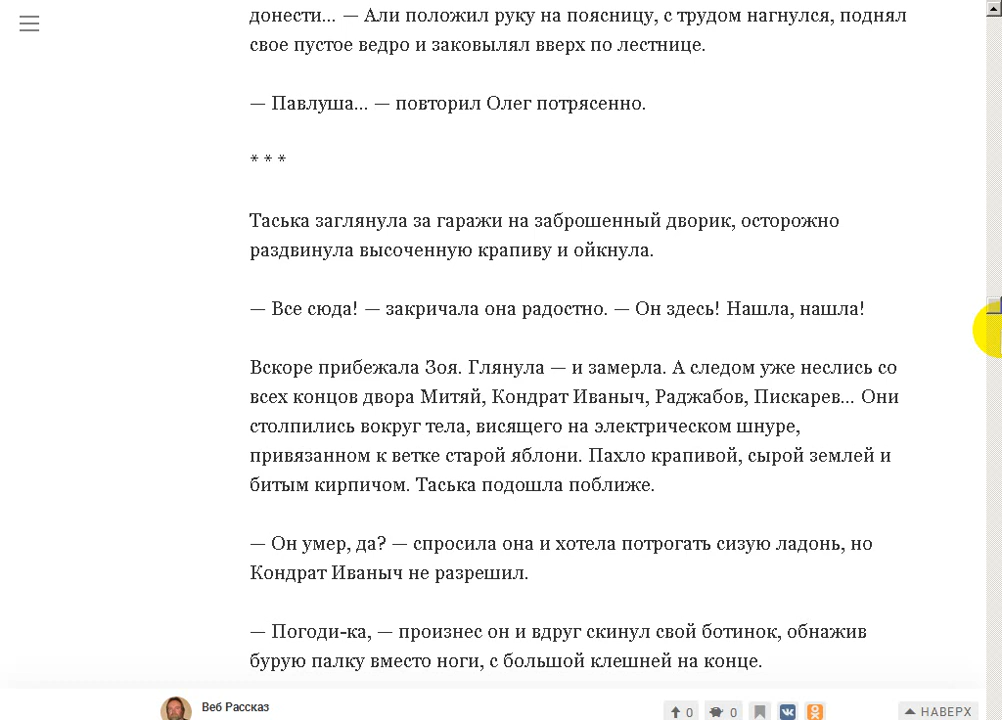 донести... — Али положил руку на поясницу, с трудом нагнулся, поднял
свое пустое ведро и заковылял вверх по лестнице.
— Павлуша... — повторил Олег потрясенно.
* * *
Таська заглянула за гаражи на заброшенный дворик, осторожно
раздвинула высоченную крапиву и ойкнула.
— Все сюда! — закричала она радостно. — Он здесь! Нашла, нашла!
Вскоре прибежала Зоя. Глянула — и замерла. А следом уже неслись со
всех концов двора Митяй, Кондрат Иваныч, Раджабов, Пискарев... Они
столпились вокруг тела, висящего на электрическом шнуре,
привязанном к ветке старой яблони. Пахло крапивой, сырой землей и
битым кирпичом. Таська подошла поближе.
— Он умер, да? — спросила она и хотела потрогать сизую ладонь, но
Кондрат Иваныч не разрешил.
— Погоди-ка, — произнес он и вдруг скинул свой ботинок, обнажив
бурую палку вместо ноги, с большой клешней на конце.
Веб Рассказ
0 0 НАВЕРХ